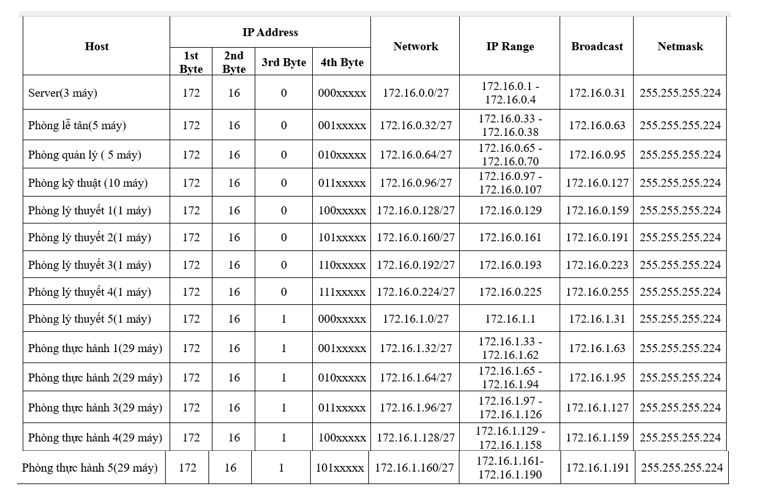 Host IP Address Network IP Range Broadcast Netmask
1st Byte 2nd Byte 3rd Byte 4th Byte
Server(3 máy) 172 16 0 000xxxxx 172.16.0.0/27 172.16.0.1 - 172.16.0.4 172.16.0.31 255.255.255.224
Phòng lễ tân(5 máy) 172 16 0 001xxxxx 172.16.0.32/27 172.16.0.33 - 172.16.0.38 172.16.0.63 255.255.255.224
Phòng quản lý ( 5 máy) 172 16 0 010xxxxx 172.16.0.64/27 172.16.0.65 - 172.16.0.70 172.16.0.95 255.255.255.224
Phòng kỹ thuật (10 máy) 172 16 0 011xxxxx 172.16.0.96/27 172.16.0.97 - 172.16.0.107 172.16.0.127 255.255.255.224
Phòng lý thuyết 1(1 máy) 172 16 0 100xxxxx 172.16.0.128/27 172.16.0.129 172.16.0.159 255.255.255.224
Phòng lý thuyết 2(1 máy) 172 16 0 101xxxxx 172.16.0.160/27 172.16.0.161 172.16.0.191 255.255.255.224
Phòng lý thuyết 3(1 máy) 172 16 0 110xxxxx 172.16.0.192/27 172.16.0.193 172.16.0.223 255.255.255.224
Phòng lý thuyết 4(1 máy) 172 16 0 111xxxxx 172.16.0.224/27 172.16.0.225 172.16.0.255 255.255.255.224
Phòng lý thuyết 5(1 máy) 172 16 1 000xxxxx 172.16.1.0/27 172.16.1.1 172.16.1.31 255.255.255.224
Phòng thực hành 1(29 máy) 172 16 1 001xxxxx 172.16.1.32/27 172.16.1.33 - 172.16.1.62 172.16.1.63 255.255.255.224
Phòng thực hành 2(29 máy) 172 16 1 010xxxxx 172.16.1.64/27 172.16.1.65 - 172.16.1.94 172.16.1.95 255.255.255.224
Phòng thực hành 3(29 máy) 172 16 1 011xxxxx 172.16.1.96/27 172.16.1.97 - 172.16.1.126 172.16.1.127 255.255.255.224
Phòng thực hành 4(29 máy) 172 16 1 100xxxxx 172.16.1.128/27 172.16.1.129 - 172.16.1.158 172.16.1.159 255.255.255.224
Phòng thực hành 5(29 máy) 172 16 1 101xxxxx 172.16.1.160/27 172.16.1.161- 172.16.1.190 172.16.1.191 255.255.255.224